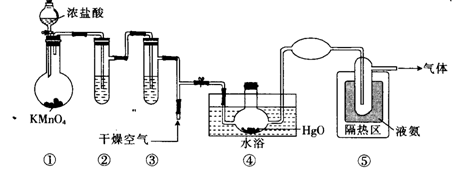 浓盐酸
KMnO₄
干燥空气
HgO
水浴
气体
隔热区
液氨
① ② ③ ④ ⑤